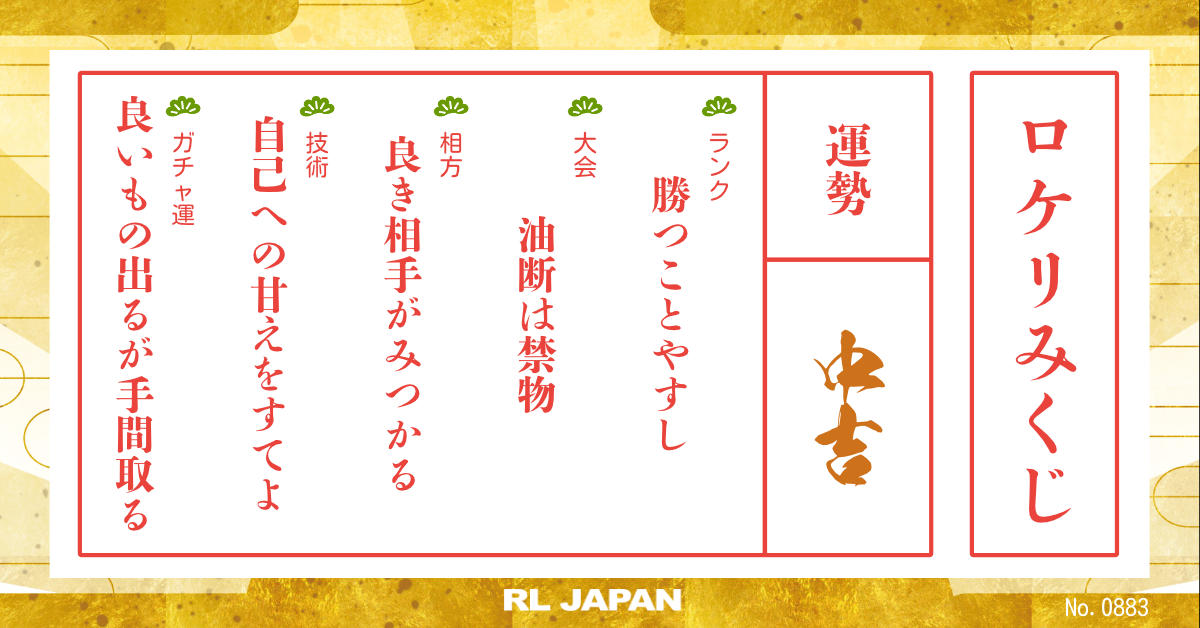 ロケリみくじ
運勢
中吉
ランク
勝つことやすし
大会
油断は禁物
相方
良き相手がみつかる
技術
自己への甘えをすてよ
ガチャ運
良いもの出るが手間取る
RL JAPAN
No. 0883